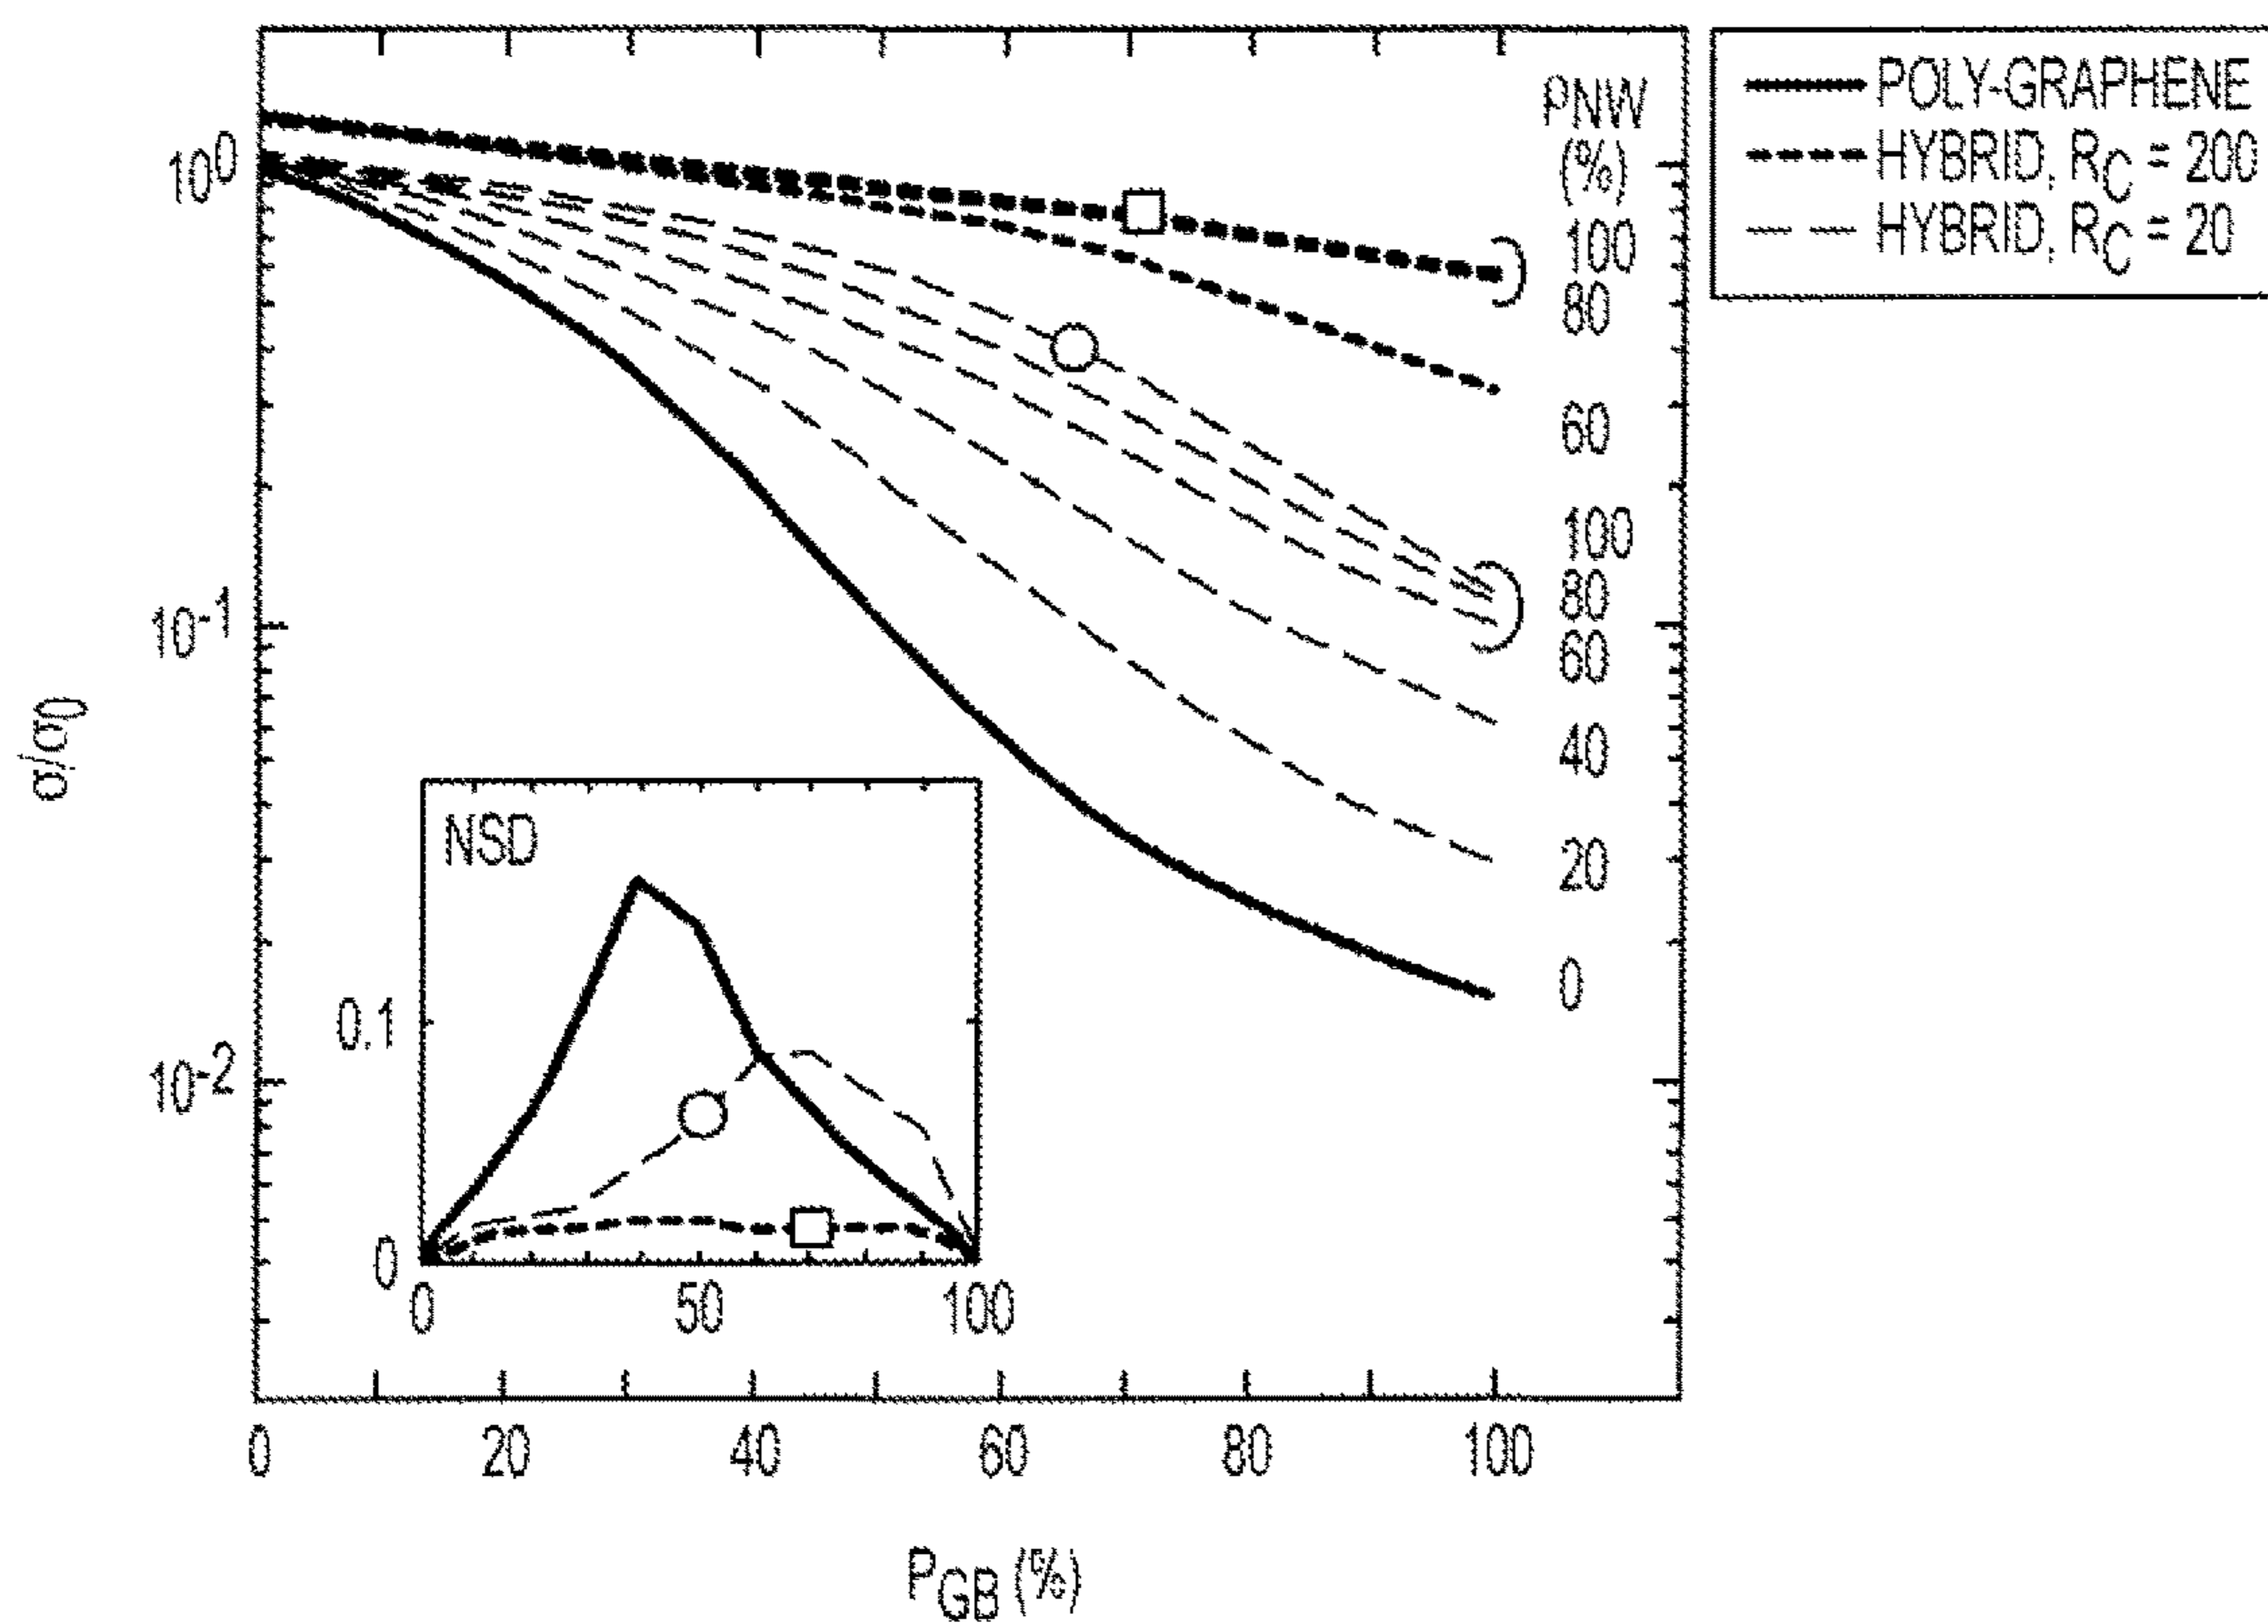 POLY-GRAPHENE
HYBRID, RC = 200
HYBRID, RC = 20
PNW
(%)
100
80
60
100
80
60
40
20
0
10^0
10^-1
10^-2
σ/σ0
NSD
0.1
0
0 50 100
0 20 40 60 80 100
PGB (%)